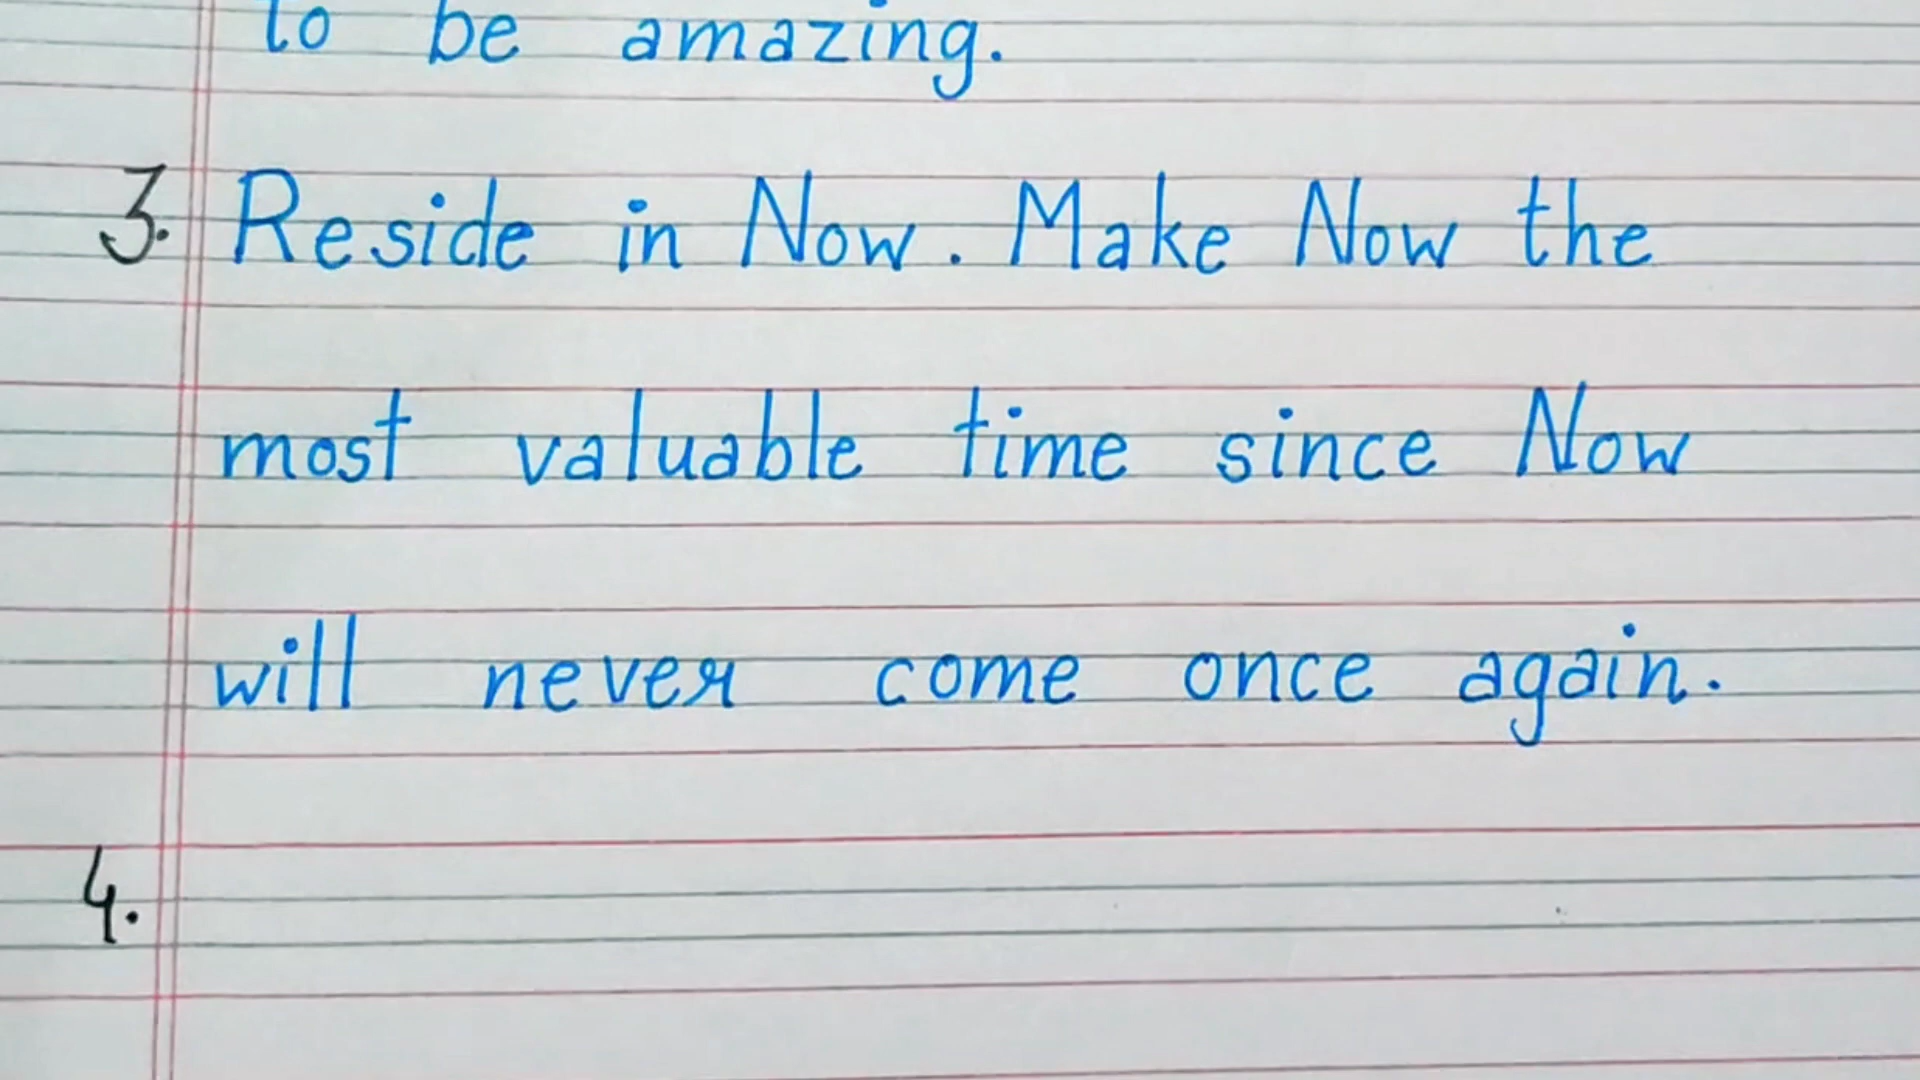 to be amazing.
3. Reside in Now. Make Now the
most valuable time since Now
will never come once again.
4.